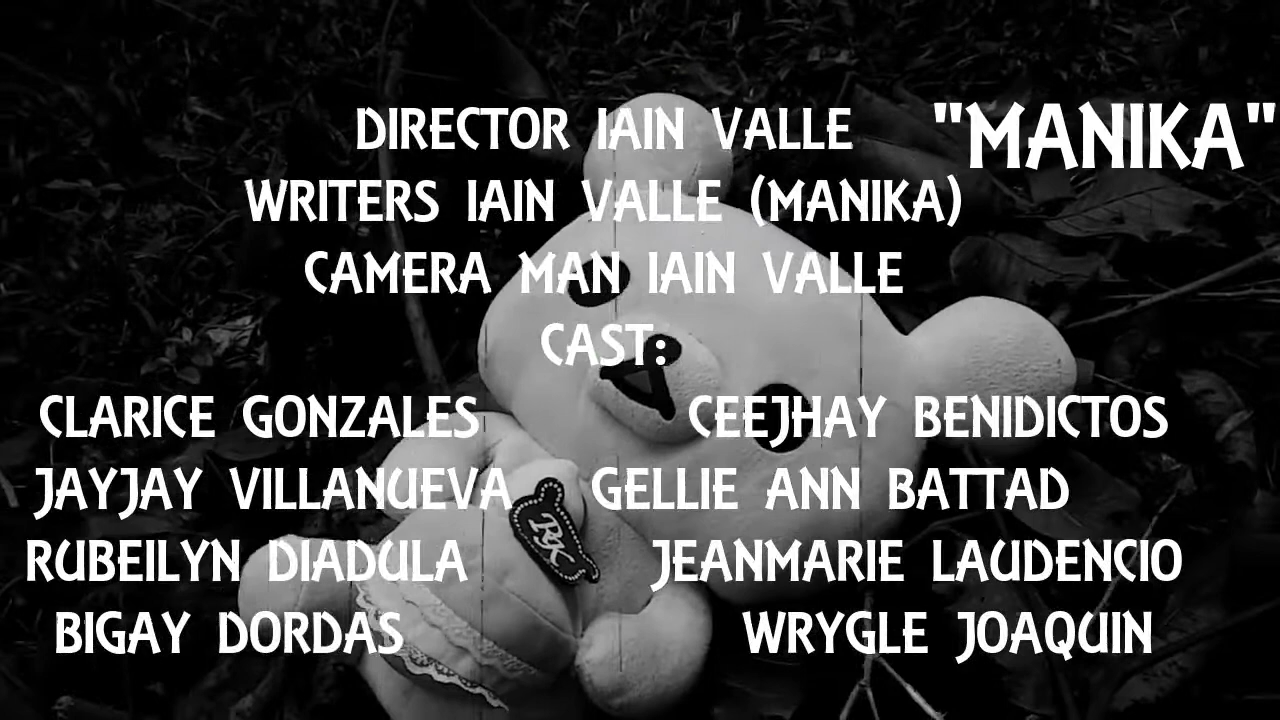 DIRECTOR IAIN VALLE
"MANIKA"
WRITERS IAIN VALLE (MANIKA)
CAMERA MAN IAIN VALLE
CAST:
CLARICE GONZALES CEEJHAY BENIDICTOS
JAYJAY VILLANUEVA GELLIE ANN BATTAD
RUBEILYN DIADULA JEANMARIE LAUDENCIO
BIGAY DORDAS WRYGLE JOAQUIN
RK